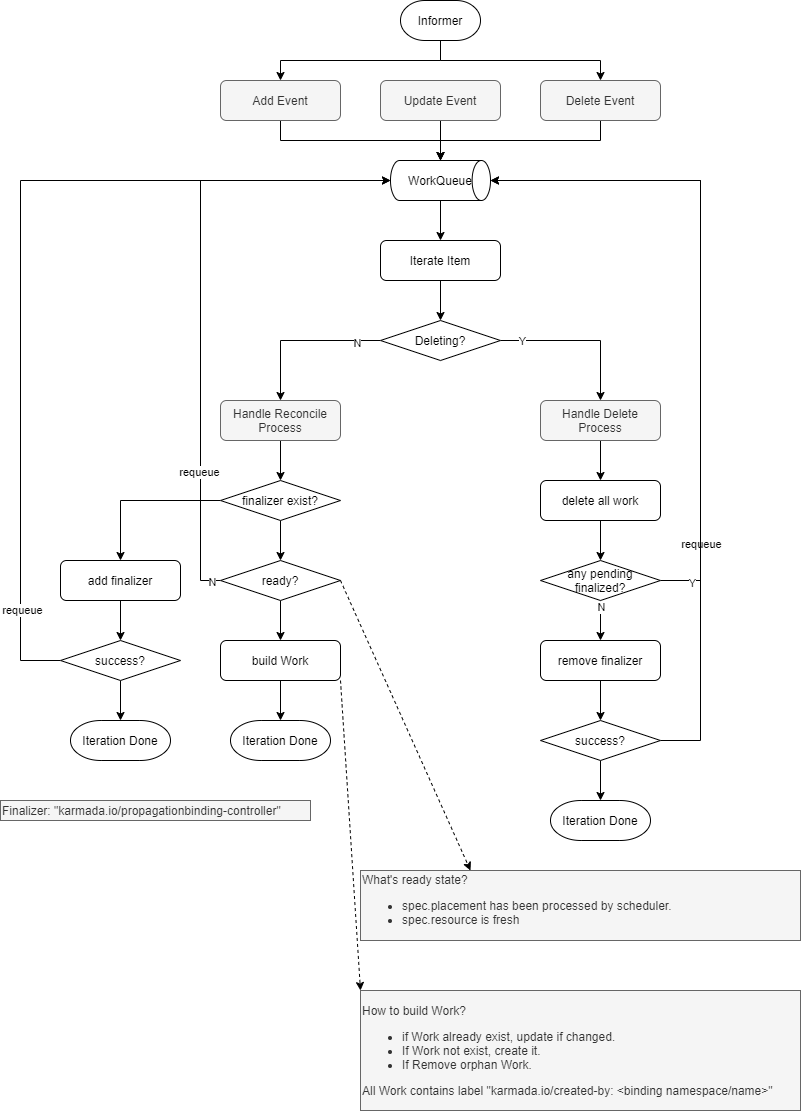 Informer
Add Event
Update Event
Delete Event
WorkQueue
Iterate Item
Deleting?
N
Y
Handle Reconcile
Process
Handle Delete
Process
requeue
finalizer exist?
delete all work
requeue
add finalizer
N
ready?
any pending
finalized?
Y
requeue
N
success?
build Work
remove finalizer
Iteration Done
Iteration Done
success?
Finalizer: "karmada.io/propagationbinding-controller"
Iteration Done
What's ready state?
• spec.placement has been processed by scheduler.
• spec.resource is fresh
How to build Work?
• if Work already exist, update if changed.
• If Work not exist, create it.
• If Remove orphan Work.
All Work contains label "karmada.io/created-by: <binding namespace/name>"